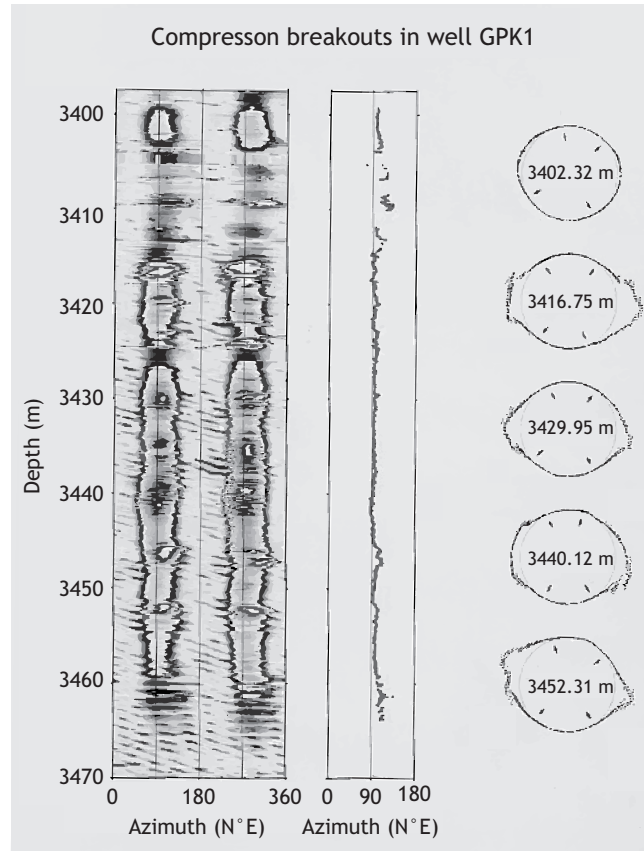 Compresson breakouts in well GPK1
Depth (m)
3400
3410
3420
3430
3440
3450
3460
3470
0 180 360
Azimuth (N°E)
0 90 180
Azimuth (N°E)
3402.32 m
3416.75 m
3429.95 m
3440.12 m
3452.31 m